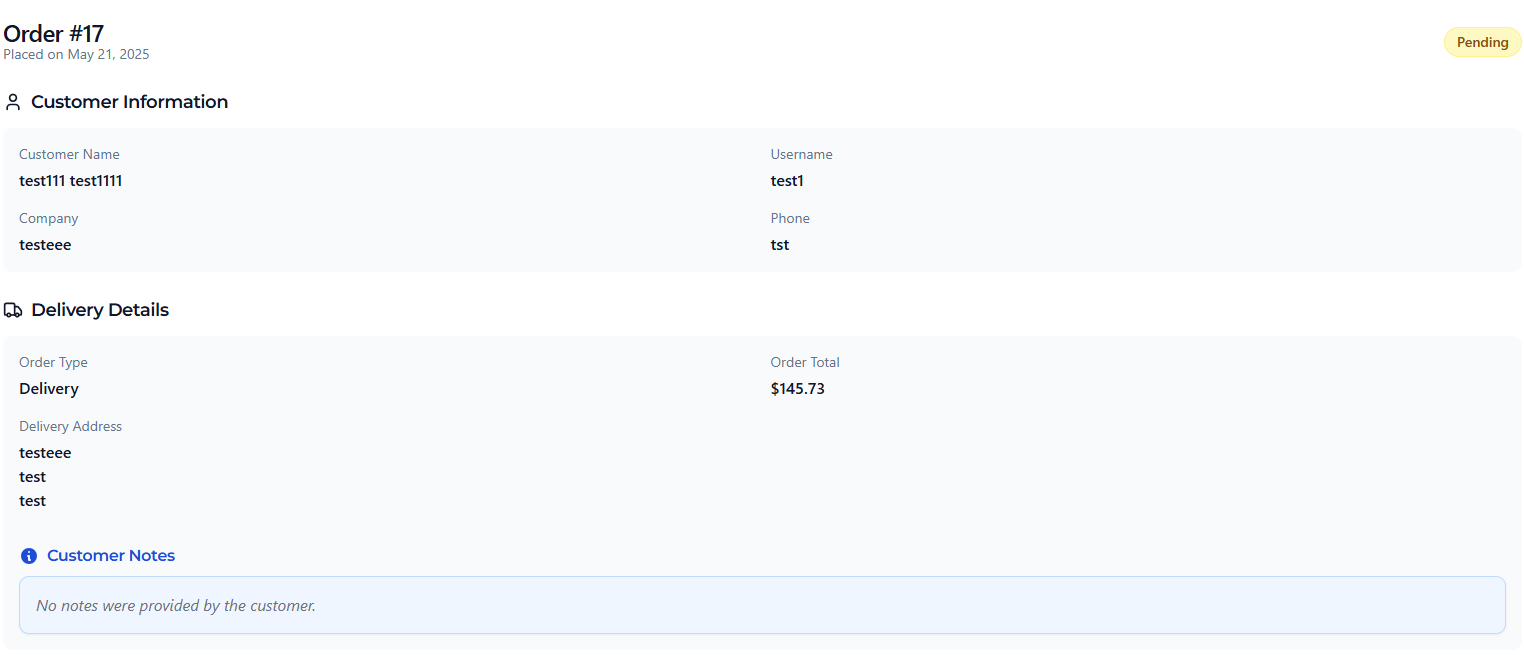 Order #17
Placed on May 21, 2025
Pending
Customer Information
Customer Name
test111 test1111
Username
test1
Company
testeee
Phone
tst
Delivery Details
Order Type
Delivery
Order Total
$145.73
Delivery Address
testeee
test
test
Customer Notes
No notes were provided by the customer.